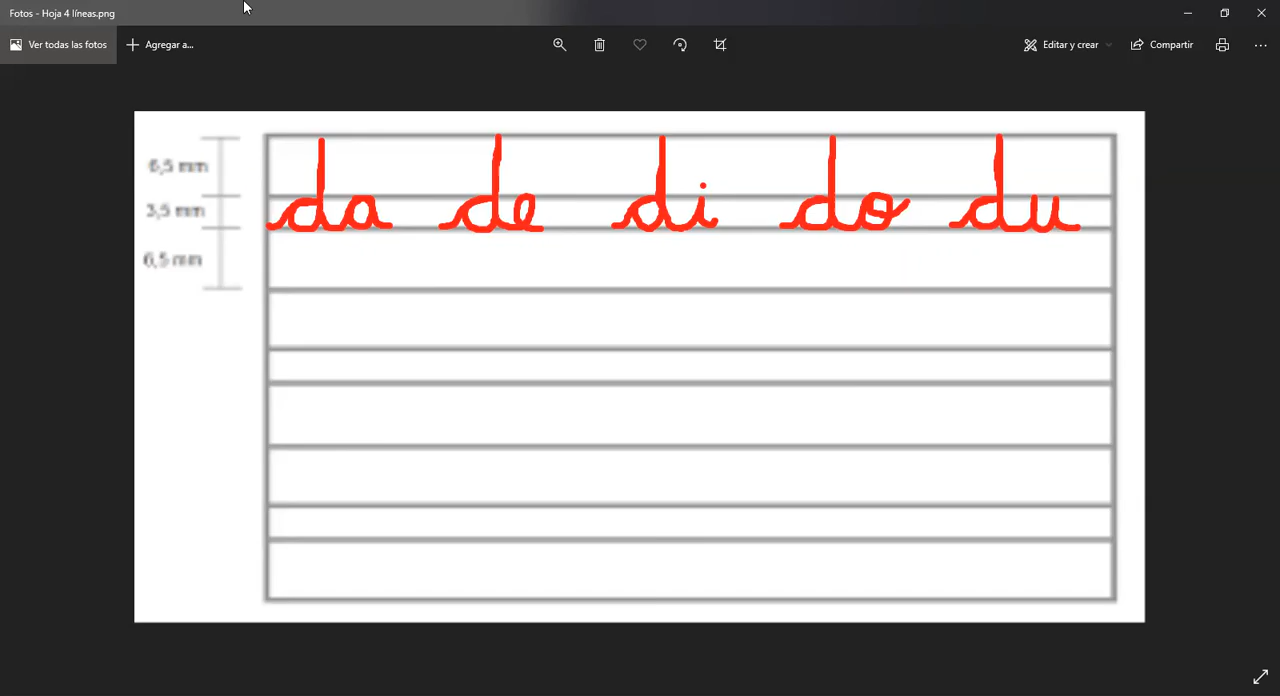 Fotos - Hoja 4 líneas.png
Ver todas las fotos Agregar a... Editar y crear Compartir
6,5 mm
da de di do du
3,5 mm
6,5 mm